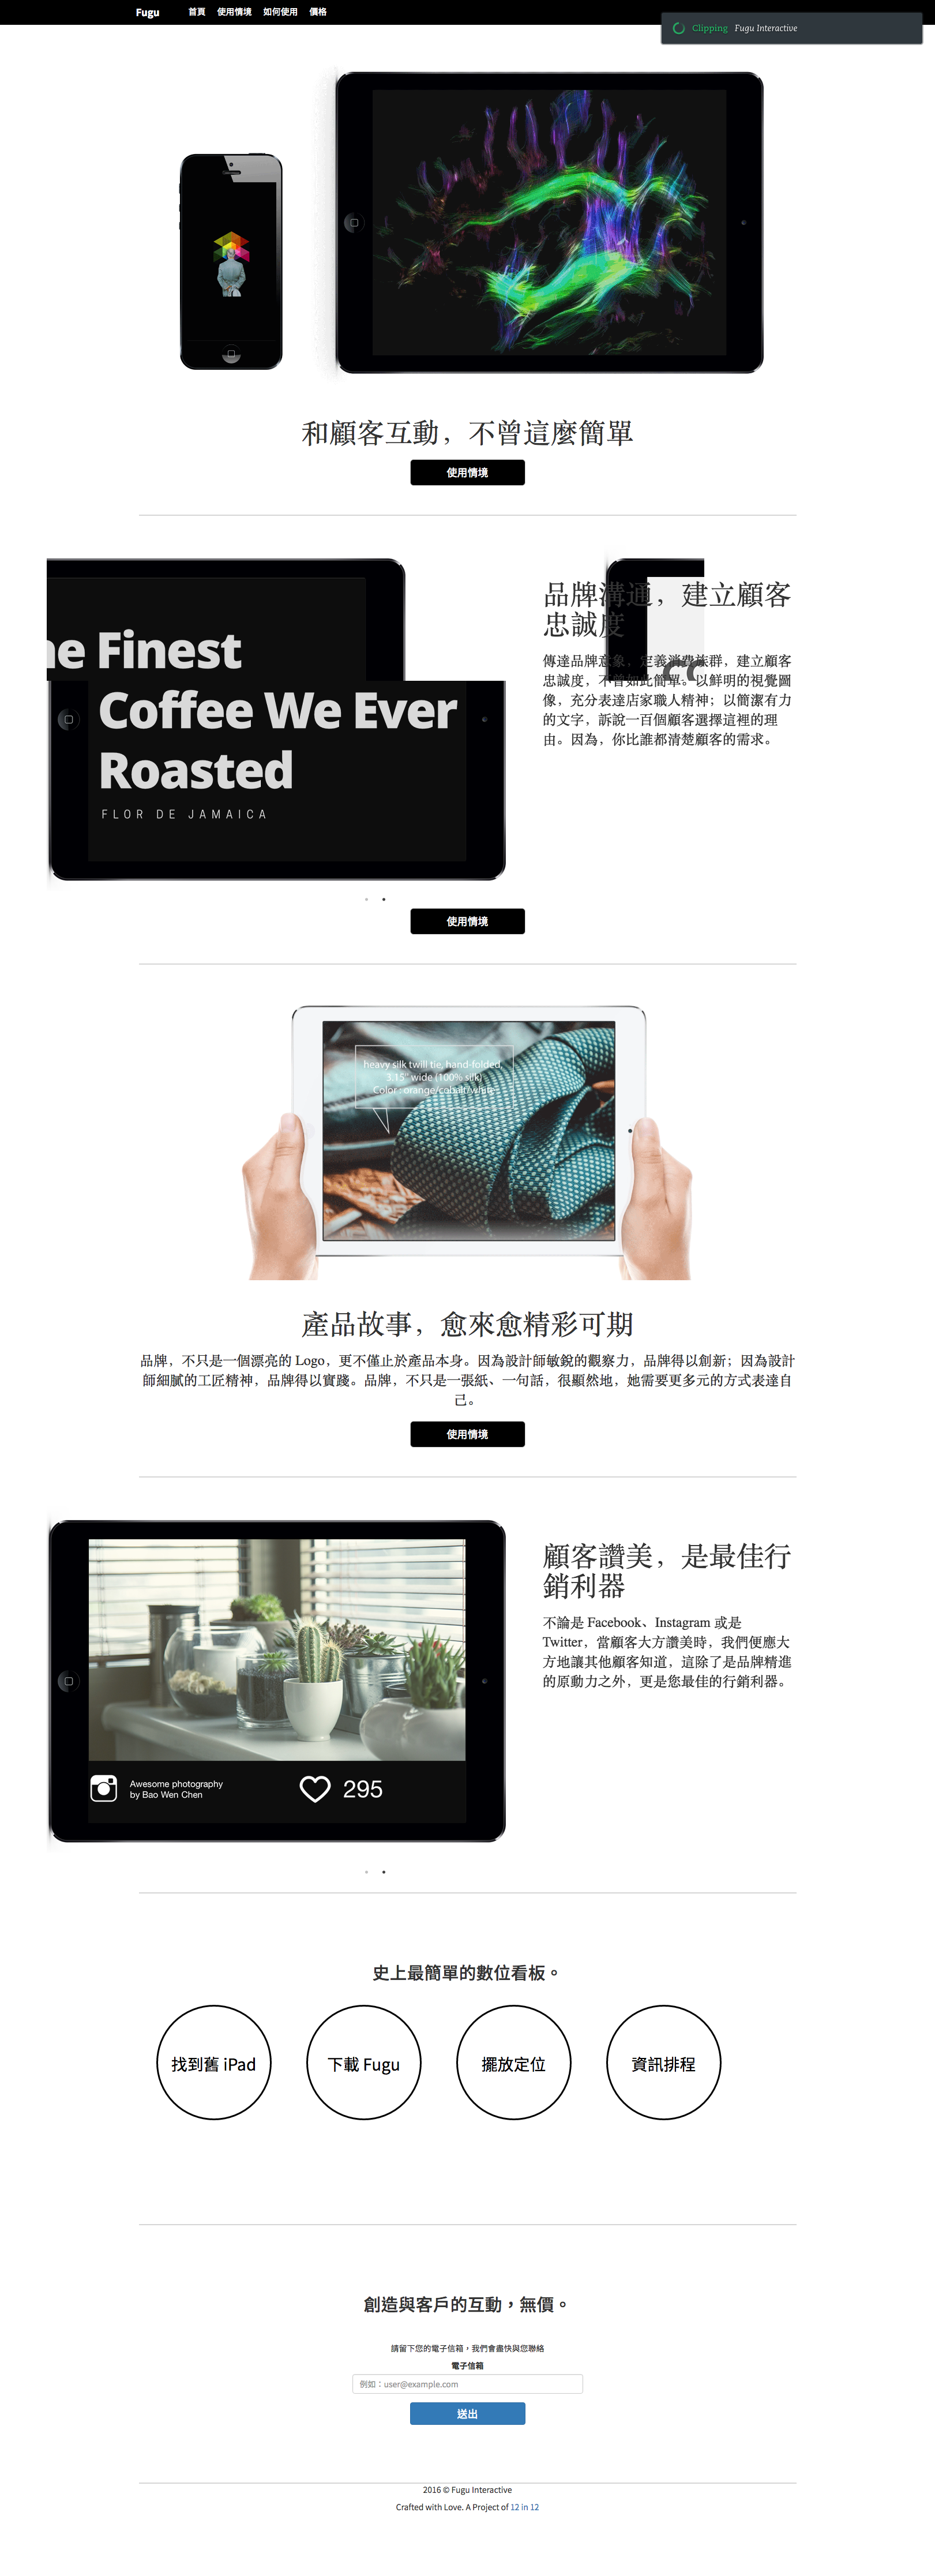 Fugu 首頁 使用情境 如何使用 價格
Clipping Fugu Interactive
和顧客互動，不曾這麼簡單
使用情境
Finest
Coffee We Ever
Roasted
FLOR DE JAMAICA
品牌溝通，建立顧客
忠誠度
傳達品牌意象，定義消費族群，建立顧客
忠誠度，不曾如此簡單。以鮮明的視覺圖
像，充分表達店家職人精神；以簡潔有力
的文字，訴說一百個顧客選擇這裡的理
由。因為，你比誰都清楚顧客的需求。
使用情境
heavy silk twill tie, hand-folded,
3.15" wide (100% silk)
Color : orange/cobalt/white
產品故事，愈來愈精彩可期
品牌，不只是一個漂亮的 Logo，更不僅止於產品本身。因為設計師敏銳的觀察力，品牌得以創新；因為設計
師細膩的工匠精神，品牌得以實踐。品牌，不只是一張紙、一句話，很顯然地，她需要更多元的方式表達自
己。
使用情境
Awesome photography
by Bao Wen Chen
295
顧客讚美，是最佳行
銷利器
不論是 Facebook、Instagram 或是
Twitter，當顧客大方讚美時，我們便應大
方地讓其他顧客知道，這除了是品牌精進
的原動力之外，更是您最佳的行銷利器。
史上最簡單的數位看板。
找到舊 iPad 下載 Fugu 擺放定位 資訊排程
創造與客戶的互動，無價。
請留下您的電子信箱，我們會盡快與您聯絡
電子信箱
例如：user@example.com
送出
2016 © Fugu Interactive
Crafted with Love. A Project of 12 in 12